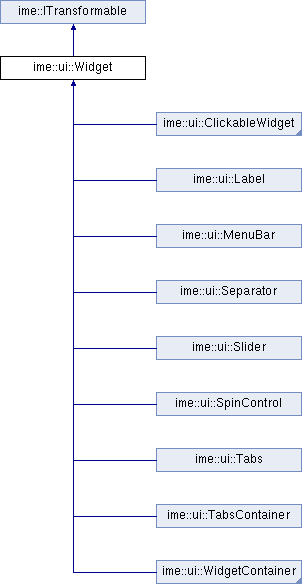 ime::ITransformable
ime::ui::Widget
ime::ui::ClickableWidget
ime::ui::Label
ime::ui::MenuBar
ime::ui::Separator
ime::ui::Slider
ime::ui::SpinControl
ime::ui::Tabs
ime::ui::TabsContainer
ime::ui::WidgetContainer